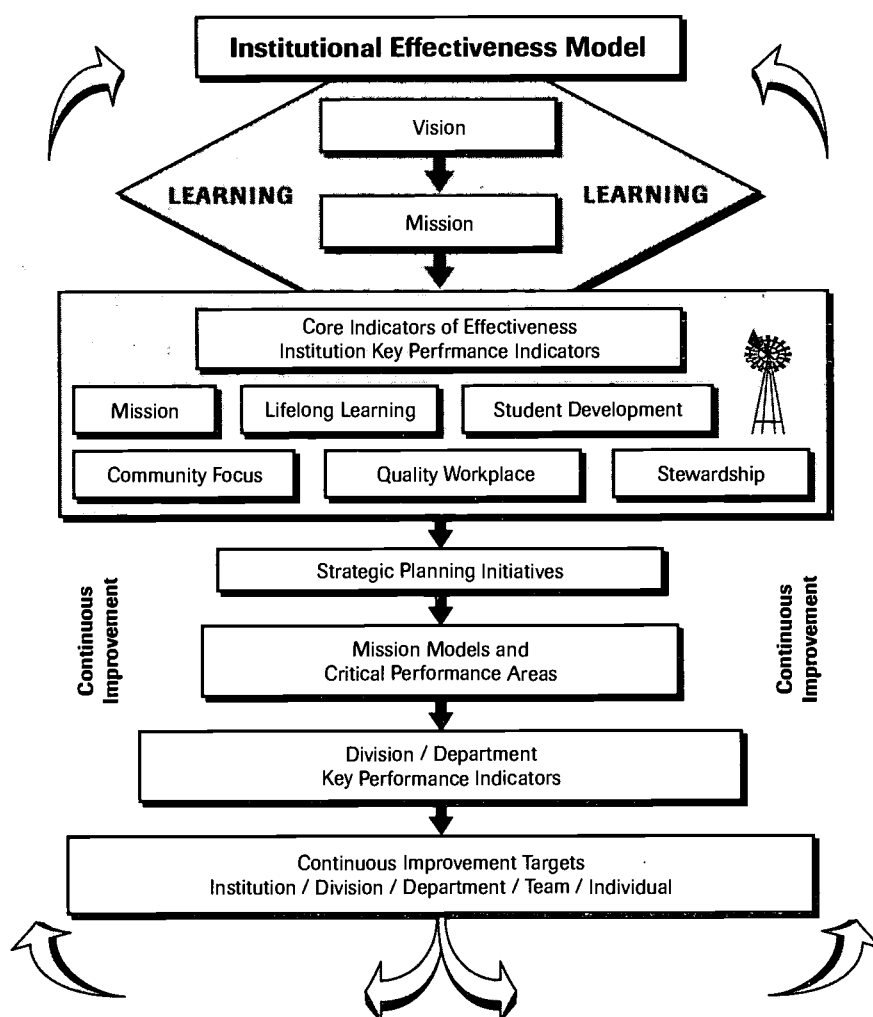 Institutional Effectiveness Model
Vision
LEARNING
LEARNING
Mission
Core Indicators of Effectiveness
Institution Key Perfrmance Indicators
Mission
Lifelong Learning
Student Development
Community Focus
Quality Workplace
Stewardship
Strategic Planning Initiatives
Continuous
Improvement
Continuous
Improvement
Mission Models and
Critical Performance Areas
Division / Department
Key Performance Indicators
Continuous Improvement Targets
Institution / Division / Department / Team / Individual